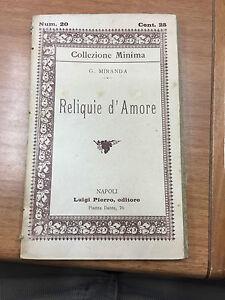 Num. 20 Cent. 25
Collezione Minima
G. MIRANDA
Reliquie d'Amore
NAPOLI
Luigi Pierro, editore
Piazza Dante, 76